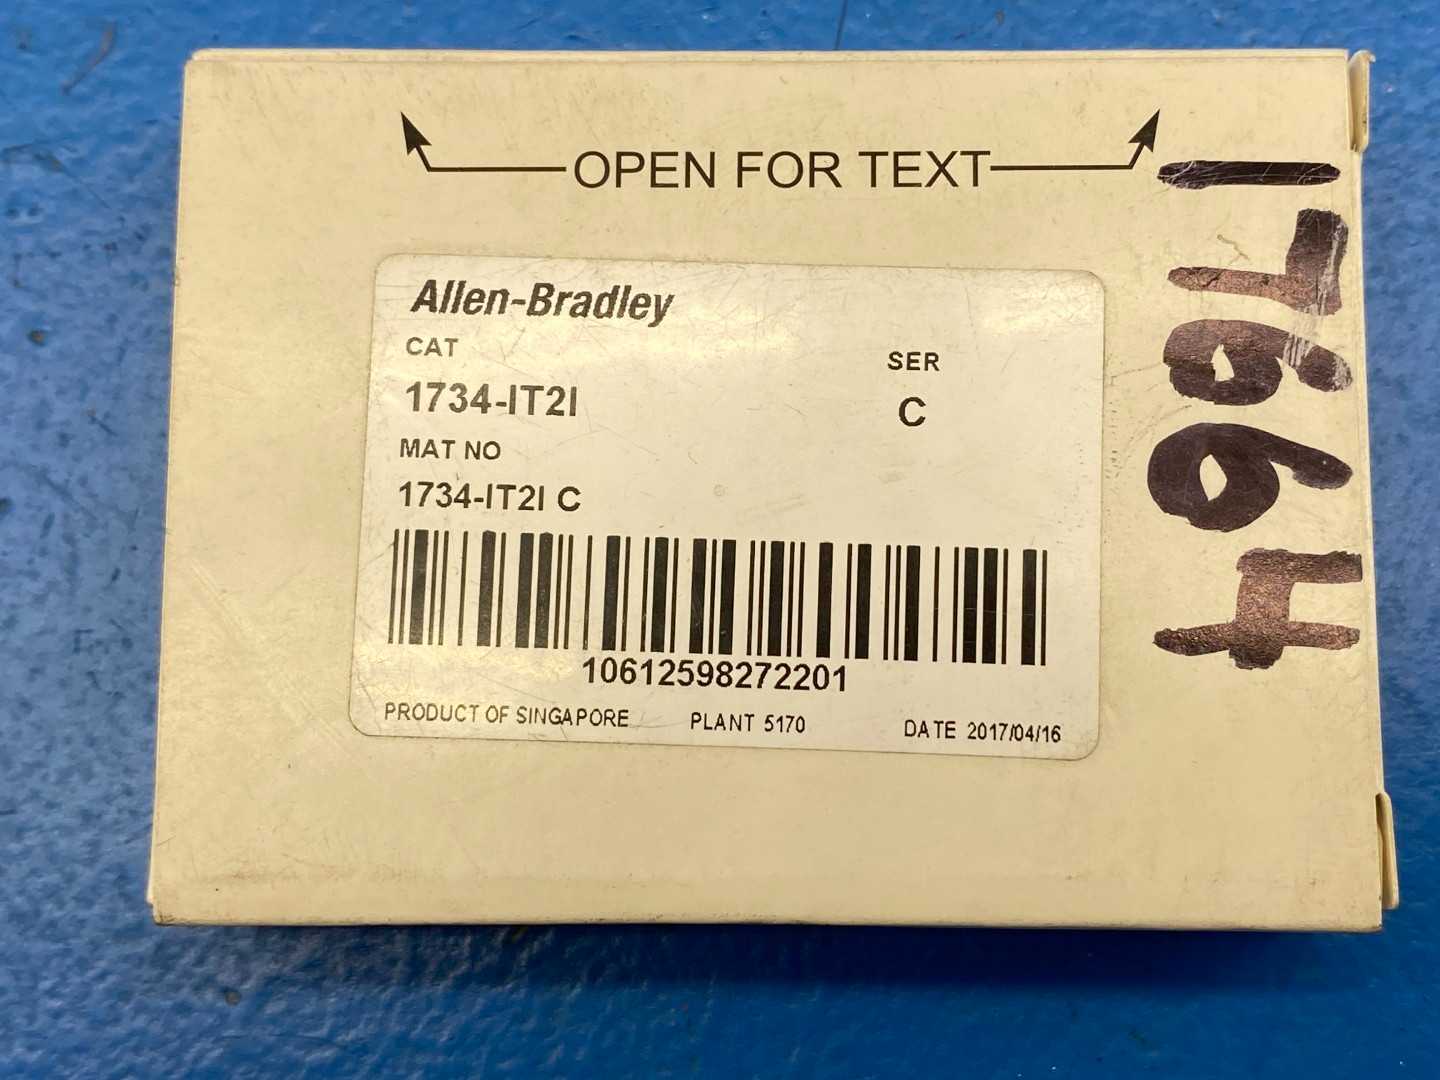 OPEN FOR TEXT
Allen-Bradley
CAT
SER
1734-IT2I
C
MAT NO
1734-IT2I C
10612598272201
PRODUCT OF SINGAPORE PLANT 5170 DATE 2017/04/16
17664